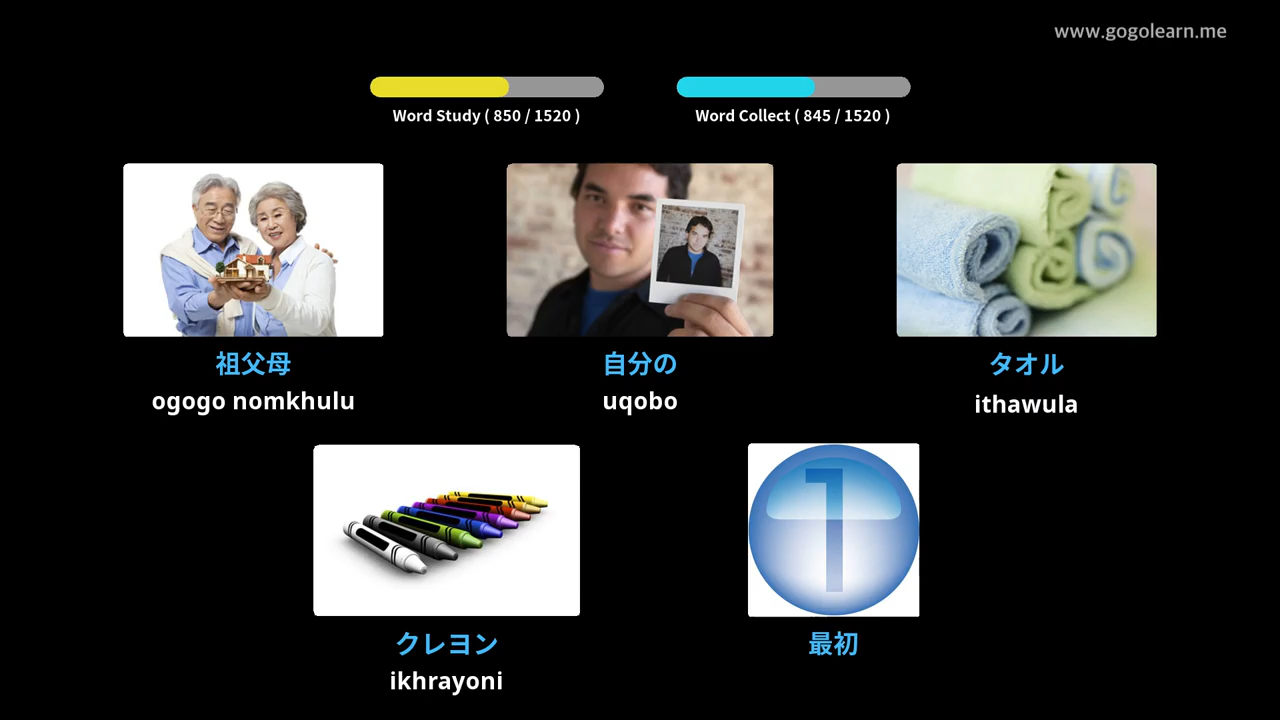 www.gogolearn.me
Word Study ( 850 / 1520 )
Word Collect ( 845 / 1520 )
祖父母
ogogo nomkhulu
自分の
uqobo
タオル
ithawula
クレヨン
ikhrayoni
1
最初